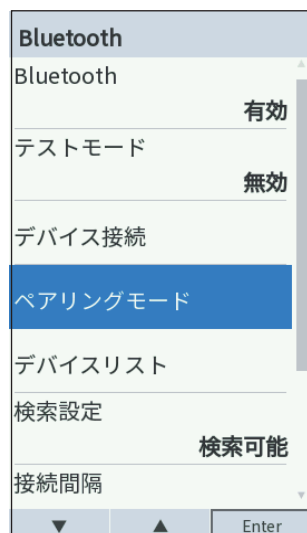 Bluetooth
Bluetooth
有効
テストモード
無効
デバイス接続
ペアリングモード
デバイスリスト
検索設定
検索可能
接続間隔
▼ ▲ Enter